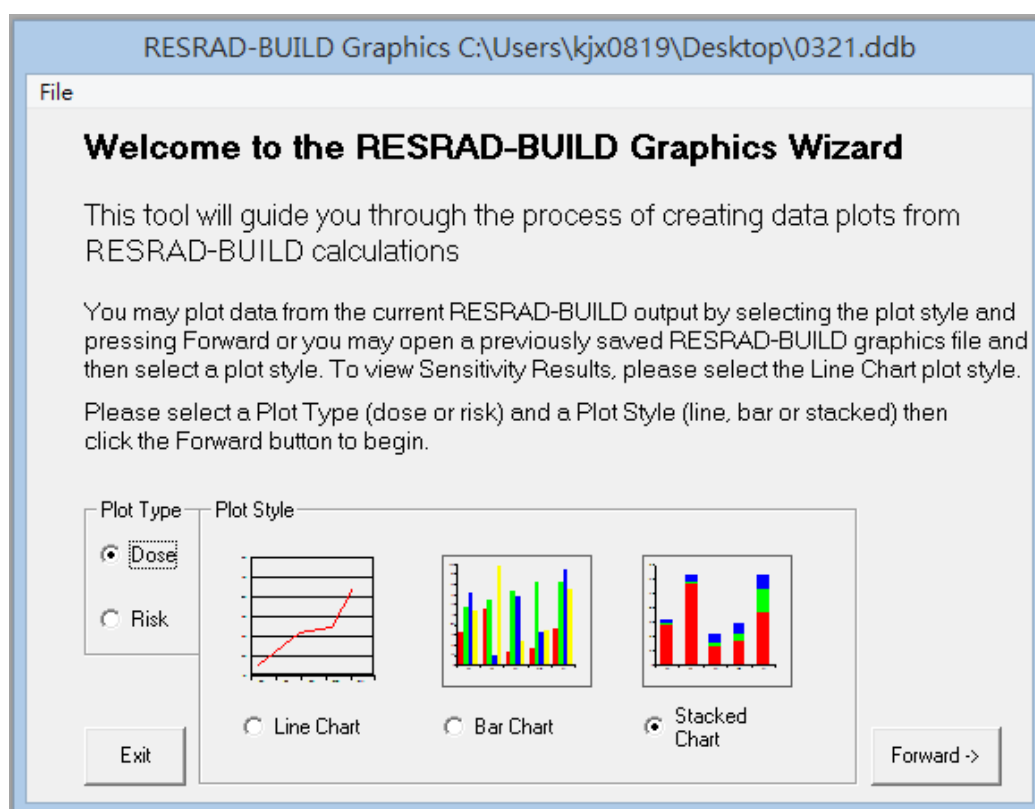 RESRAD-BUILD Graphics C:\Users\kjx0819\Desktop\0321.ddb
File
Welcome to the RESRAD-BUILD Graphics Wizard
This tool will guide you through the process of creating data plots from
RESRAD-BUILD calculations
You may plot data from the current RESRAD-BUILD output by selecting the plot style and
pressing Forward or you may open a previously saved RESRAD-BUILD graphics file and
then select a plot style. To view Sensitivity Results, please select the Line Chart plot style.
Please select a Plot Type (dose or risk) and a Plot Style (line, bar or stacked) then
click the Forward button to begin.
Plot Type
Plot Style
Dose
Risk
Line Chart
Bar Chart
Stacked
Chart
Exit
Forward ->